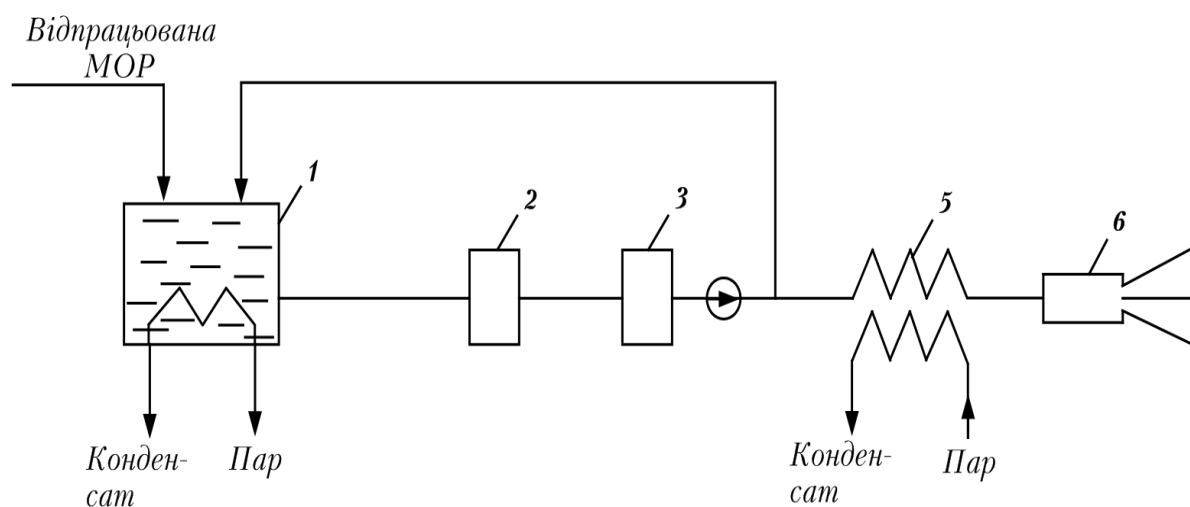 Відпрацьована
МОР
1
2
3
5
6
Конден-
сат
Пар
Конден-
сат
Пар